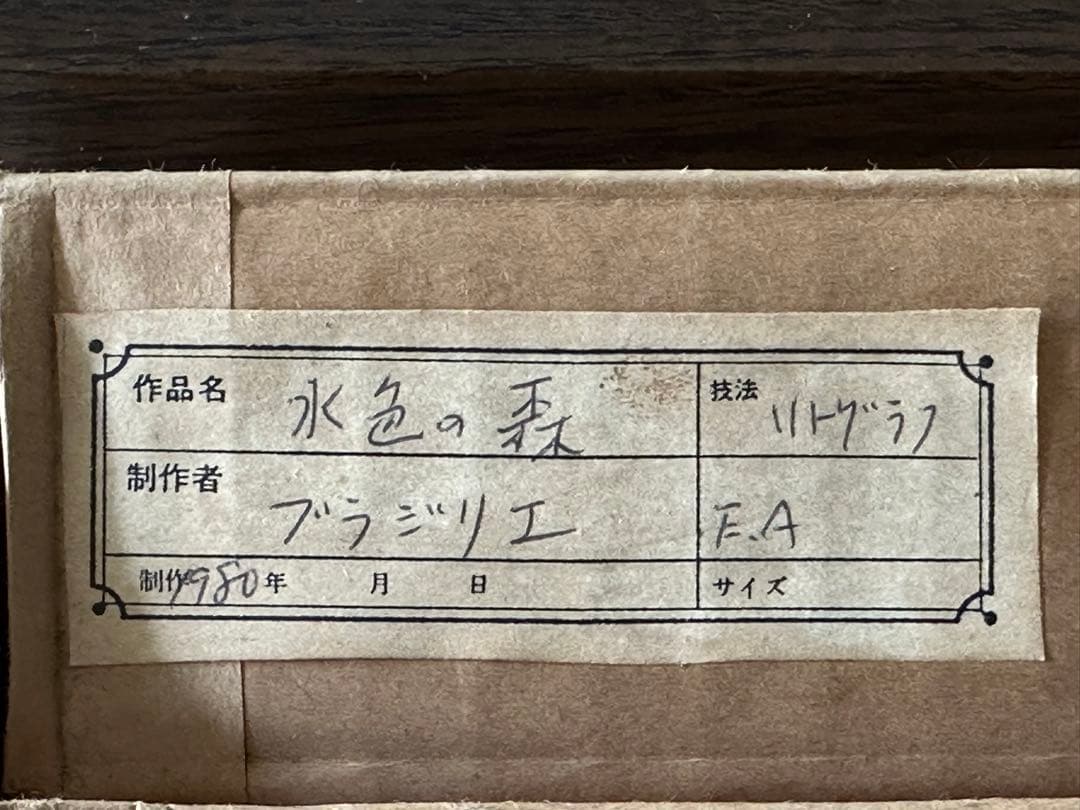 作品名 水色の森
技法 リトグラフ
制作者 ブラジリエ
E.A
制作1980年 月 日
サイズ